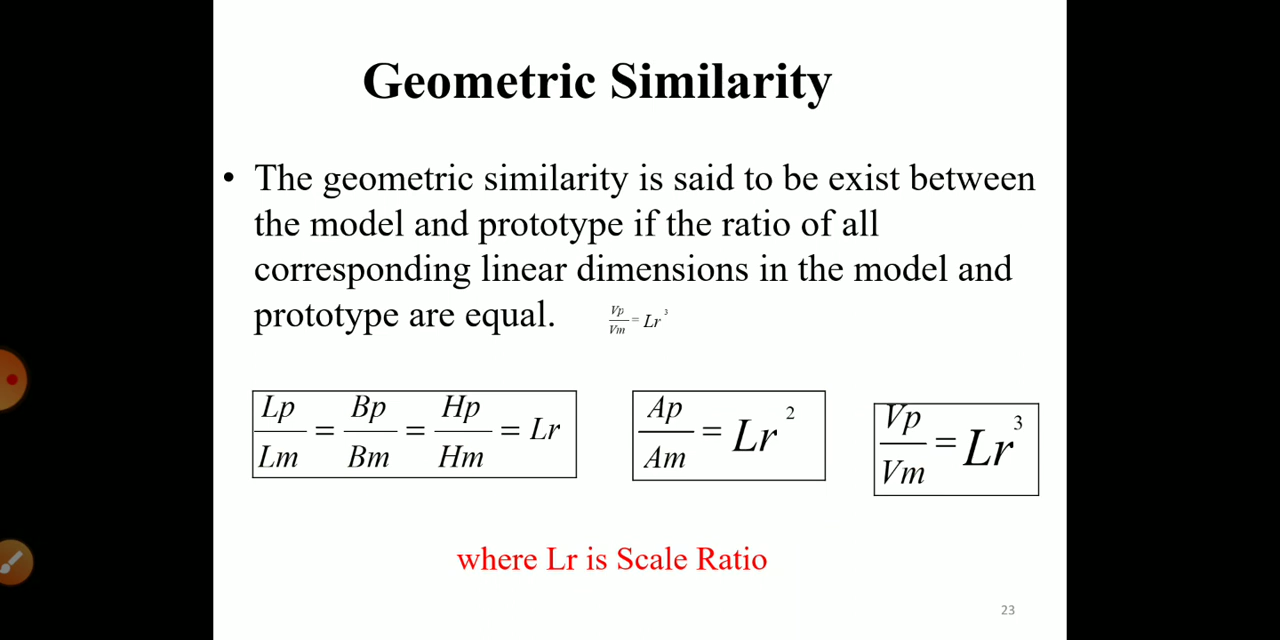 Geometric Similarity
• The geometric similarity is said to be exist between
the model and prototype if the ratio of all
corresponding linear dimensions in the model and
prototype are equal. Vp/Vm = Lr³
Lp/Lm = Bp/Bm = Hp/Hm = Lr
Ap/Am = Lr²
Vp/Vm = Lr³
where Lr is Scale Ratio
23